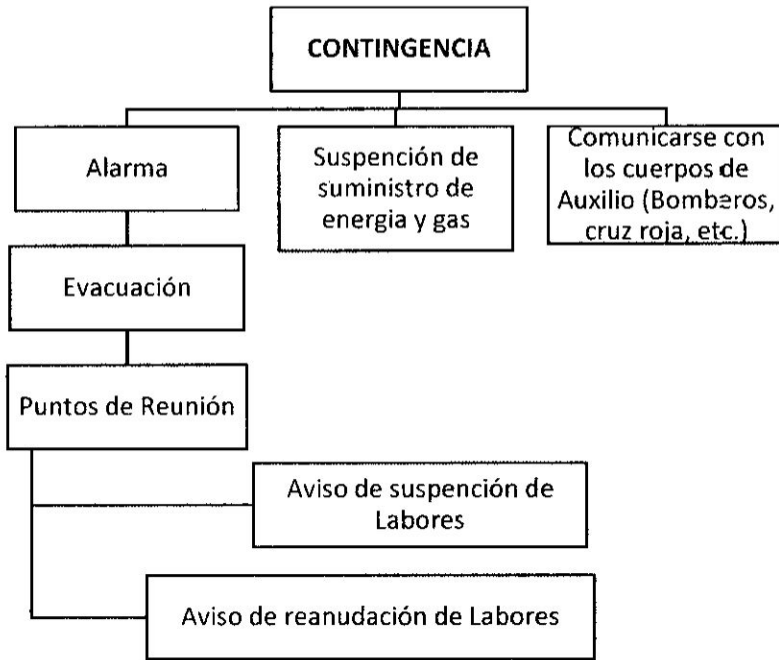 CONTINGENCIA
Alarma
Suspención de
suministro de
energia y gas
Comunicarse con
los cuerpos de
Auxilio (Bomberos,
cruz roja, etc.)
Evacuación
Puntos de Reunión
Aviso de suspención de
Labores
Aviso de reanudación de Labores